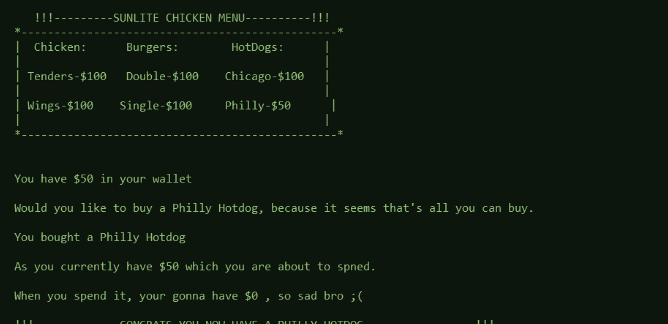 !!!---------SUNLITE CHICKEN MENU----------!!!
*-----------------------------------------------*
|  Chicken:      Burgers:        HotDogs:      |
|                                              |
| Tenders-$100   Double-$100    Chicago-$100   |
|                                              |
| Wings-$100    Single-$100     Philly-$50      |
|                                              |
*-----------------------------------------------*
You have $50 in your wallet
Would you like to buy a Philly Hotdog, because it seems that's all you can buy.
You bought a Philly Hotdog
As you currently have $50 which you are about to spned.
When you spend it, your gonna have $0 , so sad bro ;(
!!!-------------CONGRATS YOU NOW HAVE A PHILLY HOTDOG-----------------!!!